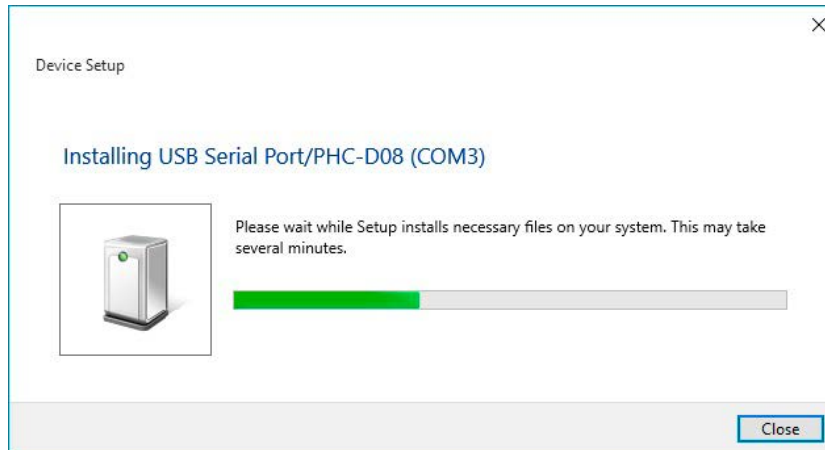 Device Setup
Installing USB Serial Port/PHC-D08 (COM3)
Please wait while Setup installs necessary files on your system. This may take
several minutes.
Close